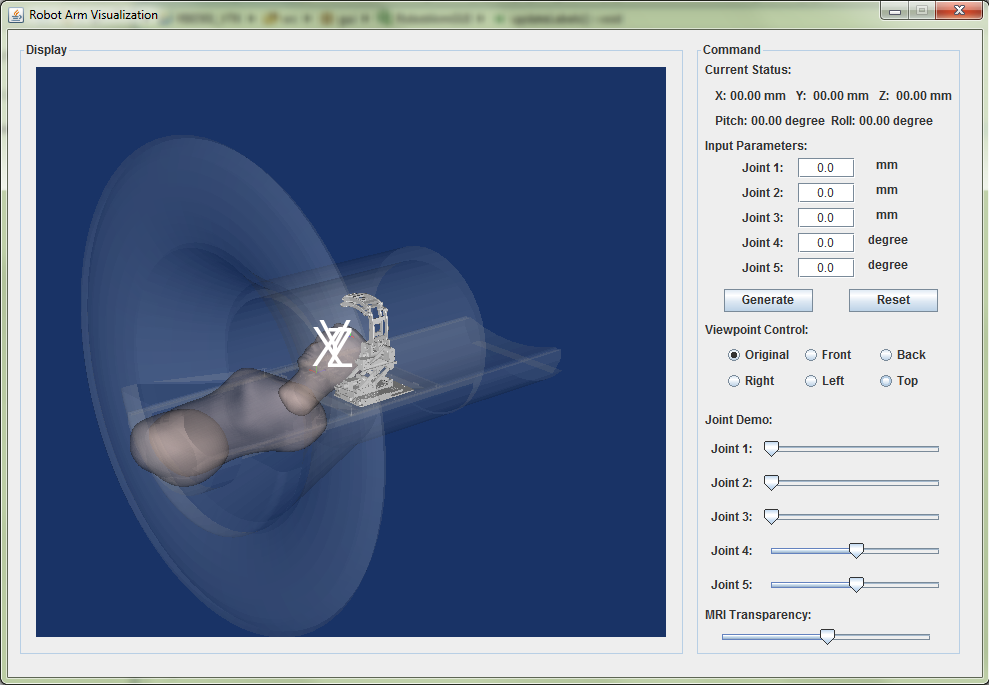 Robot Arm Visualization
Display
X Y Z
Command
Current Status:
X: 00.00 mm Y: 00.00 mm Z: 00.00 mm
Pitch: 00.00 degree Roll: 00.00 degree
Input Parameters:
Joint 1: 0.0 mm
Joint 2: 0.0 mm
Joint 3: 0.0 mm
Joint 4: 0.0 degree
Joint 5: 0.0 degree
Generate Reset
Viewpoint Control:
Original Front Back
Right Left Top
Joint Demo:
Joint 1:
Joint 2:
Joint 3:
Joint 4:
Joint 5:
MRI Transparency: